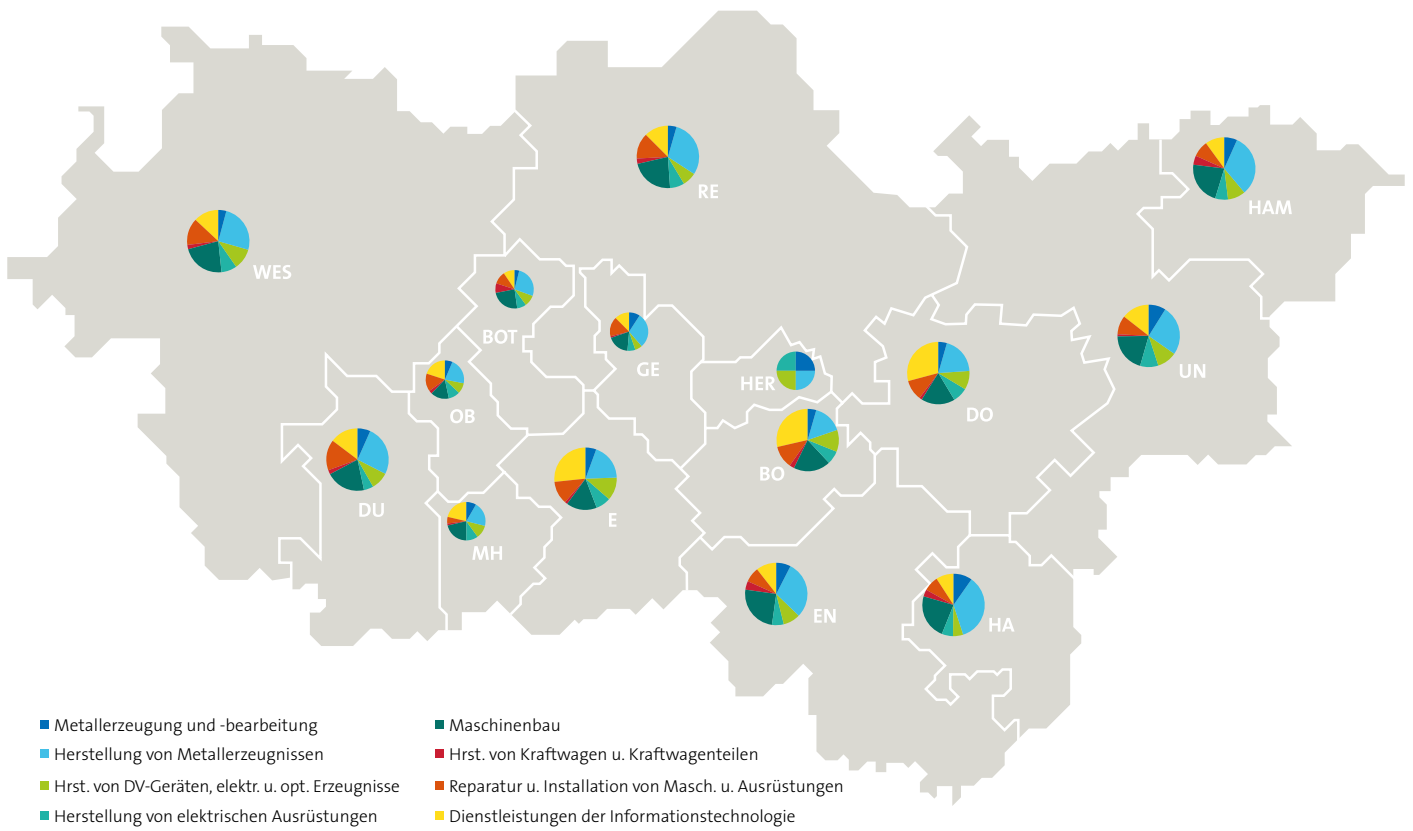 RE
HAM
WES
BOT
GE
HER
UN
OB
DO
BO
DU
E
MH
EN
HA
Metallerzeugung und -bearbeitung
Herstellung von Metallerzeugnissen
Hrst. von DV-Geräten, elektr. u. opt. Erzeugnisse
Herstellung von elektrischen Ausrüstungen
Maschinenbau
Hrst. von Kraftwagen u. Kraftwagenteilen
Reparatur u. Installation von Masch. u. Ausrüstungen
Dienstleistungen der Informationstechnologie